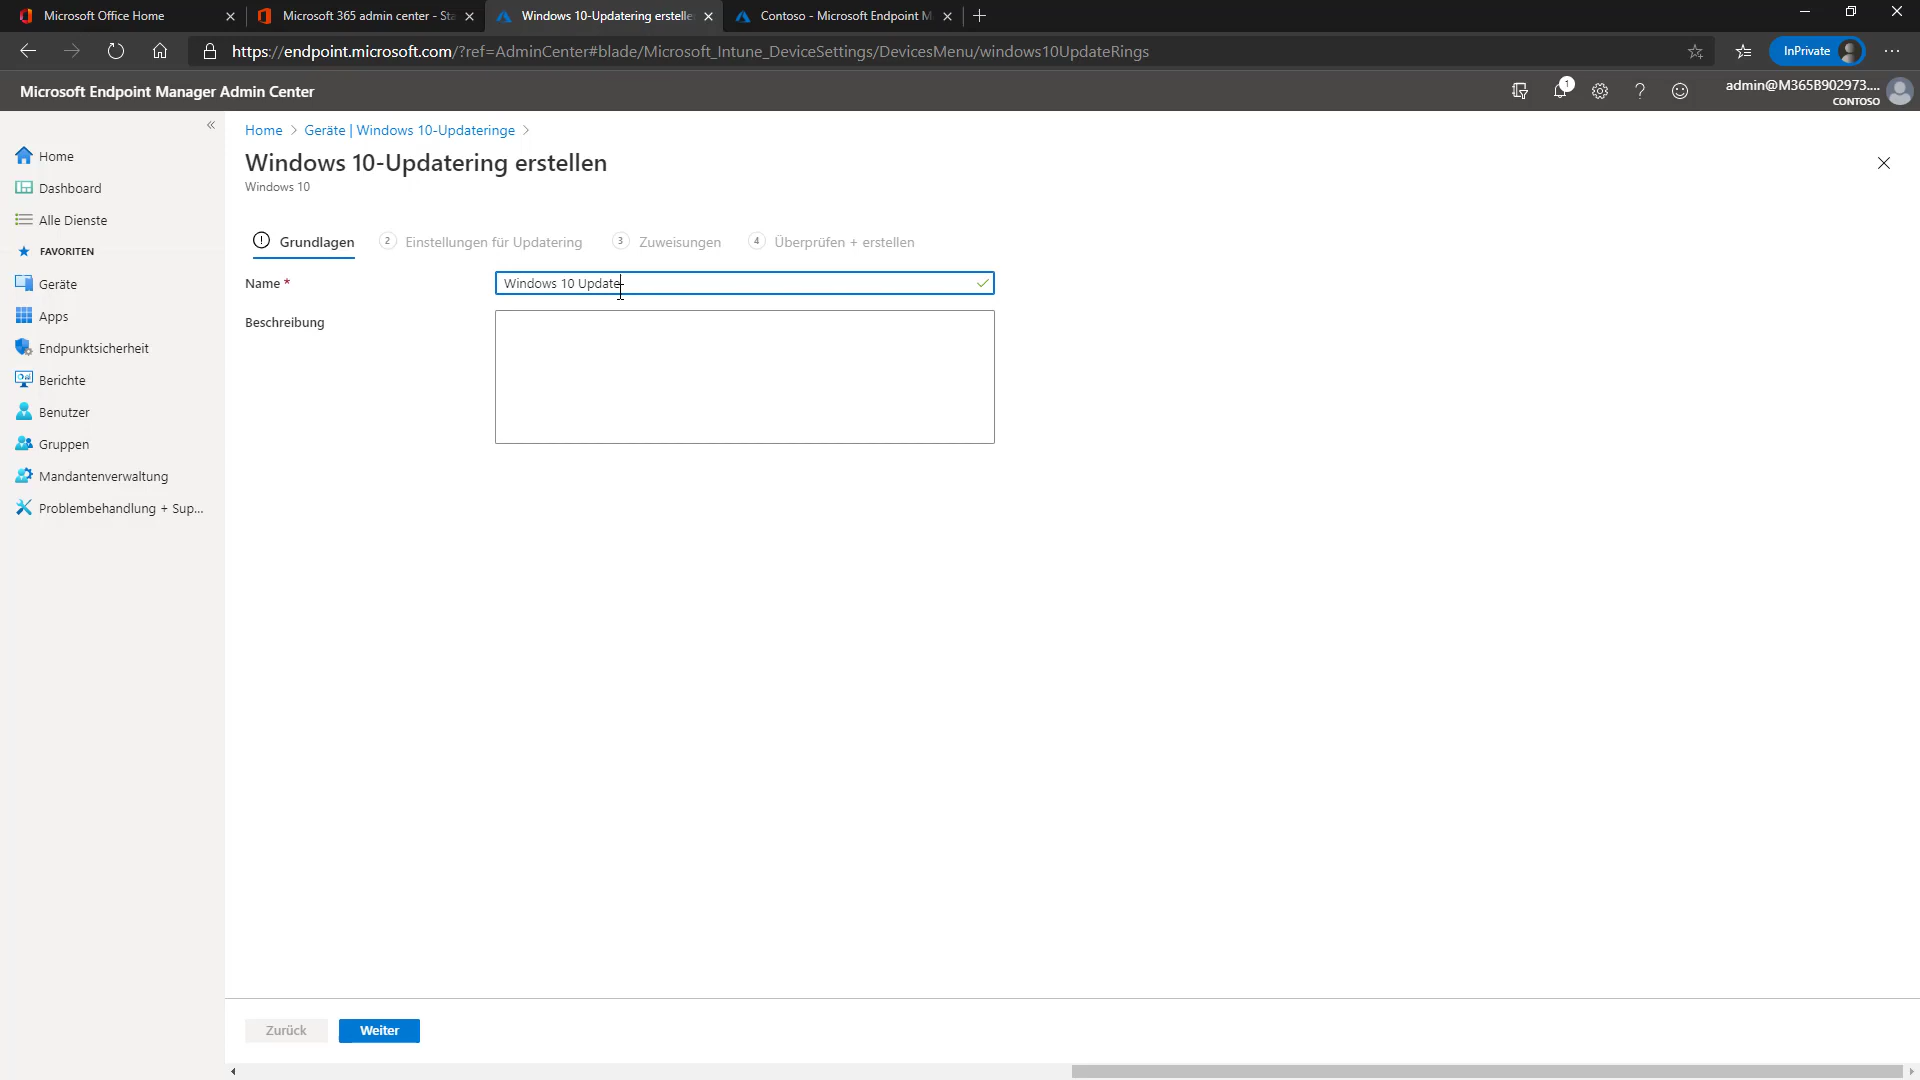 Microsoft Office Home
Microsoft 365 admin center - Sta
Windows 10-Updatering erstelle
Contoso - Microsoft Endpoint M
https://endpoint.microsoft.com/?ref=AdminCenter#blade/Microsoft_Intune_DeviceSettings/DevicesMenu/windows10UpdateRings
InPrivate
Microsoft Endpoint Manager Admin Center
1
admin@M365B902973....
CONTOSO
Home
Dashboard
Alle Dienste
FAVORITEN
Geräte
Apps
Endpunktsicherheit
Berichte
Benutzer
Gruppen
Mandantenverwaltung
Problembehandlung + Sup...
Home > Geräte | Windows 10-Updateringe >
Windows 10-Updatering erstellen
Windows 10
Grundlagen
2 Einstellungen für Updatering
3 Zuweisungen
4 Überprüfen + erstellen
Name *
Windows 10 Update
Beschreibung
Zurück
Weiter